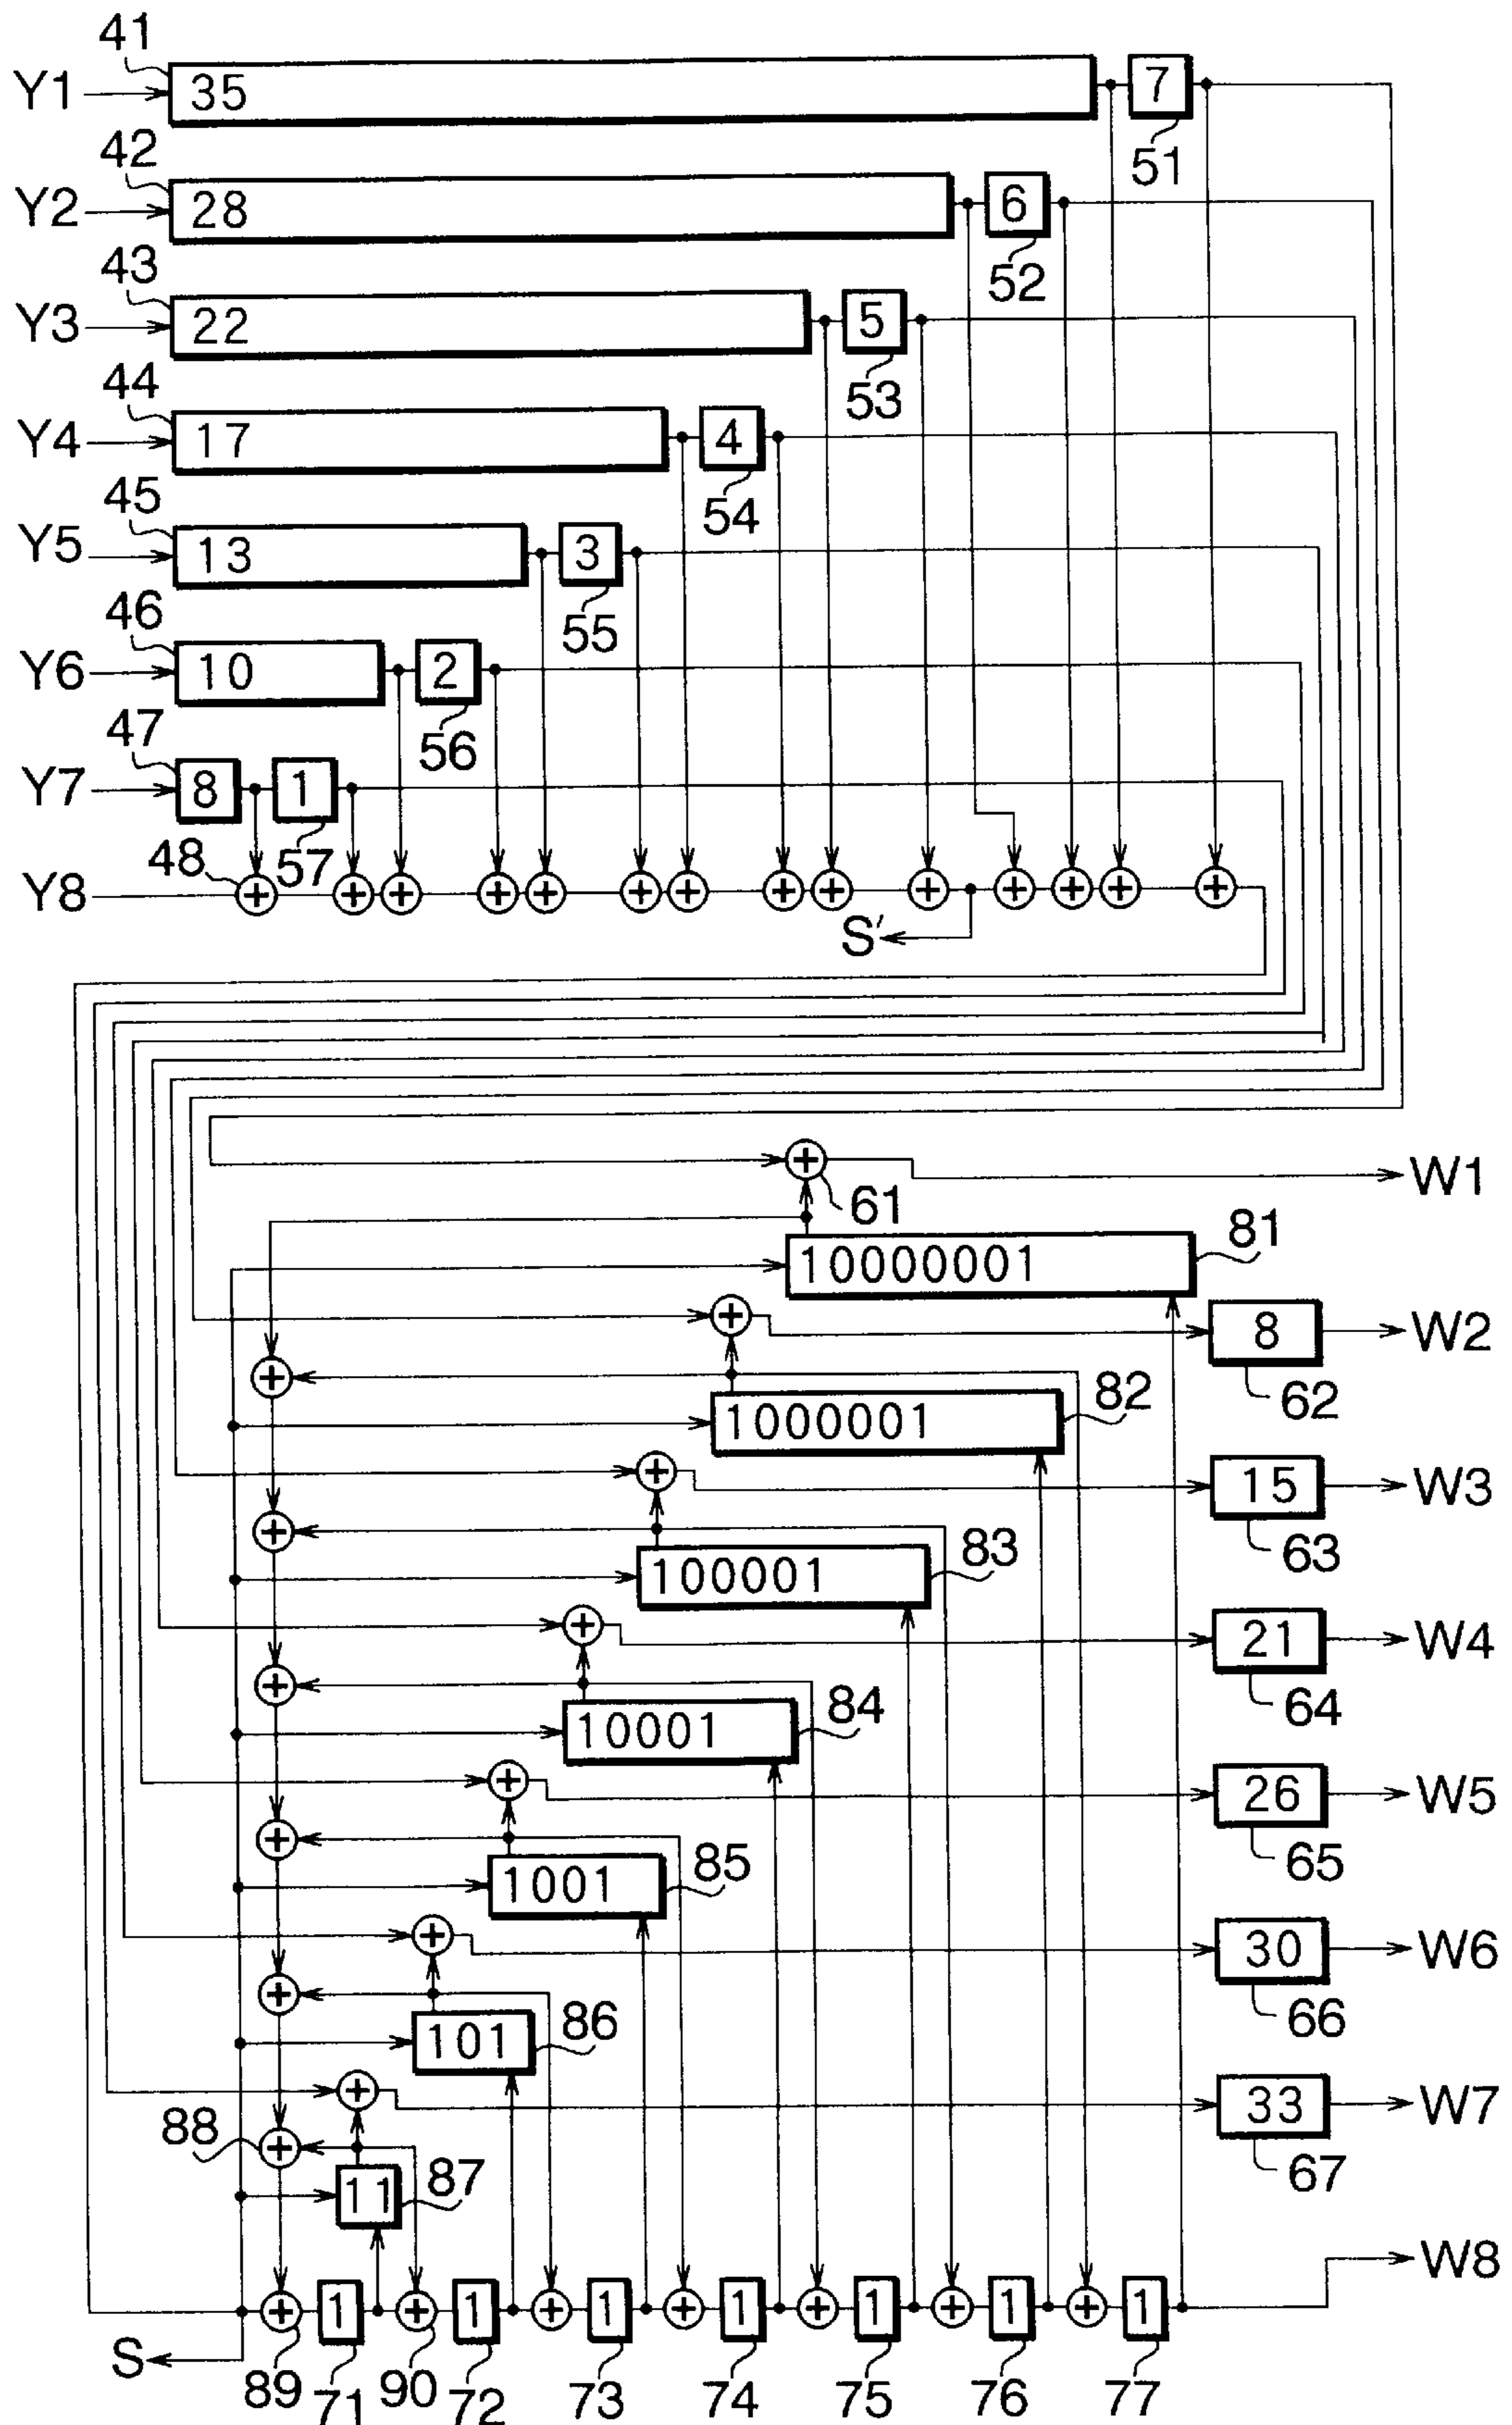 41
Y1 35 7
51
42
Y2 28 6
52
43
Y3 22 5
53
44
Y4 17 4
54
45
Y5 13 3
55
46
Y6 10 2
56
47
Y7 8 1
57
48
Y8 + + + + + + + + + + + + + +
S'
+ W1
61
81
10000001
+ 8 W2
62
+ 82
1000001
+ 15 W3
63
+ 83
100001
+ 21 W4
64
+ 84
10001
+ 26 W5
65
+ 85
1001
+ 30 W6
66
+ 86
101
+ 33 W7
67
88 +
11 87
W8
+ 1 + 1 + 1 + 1 + 1 + 1 + 1
S
89 71 90 72 73 74 75 76 77